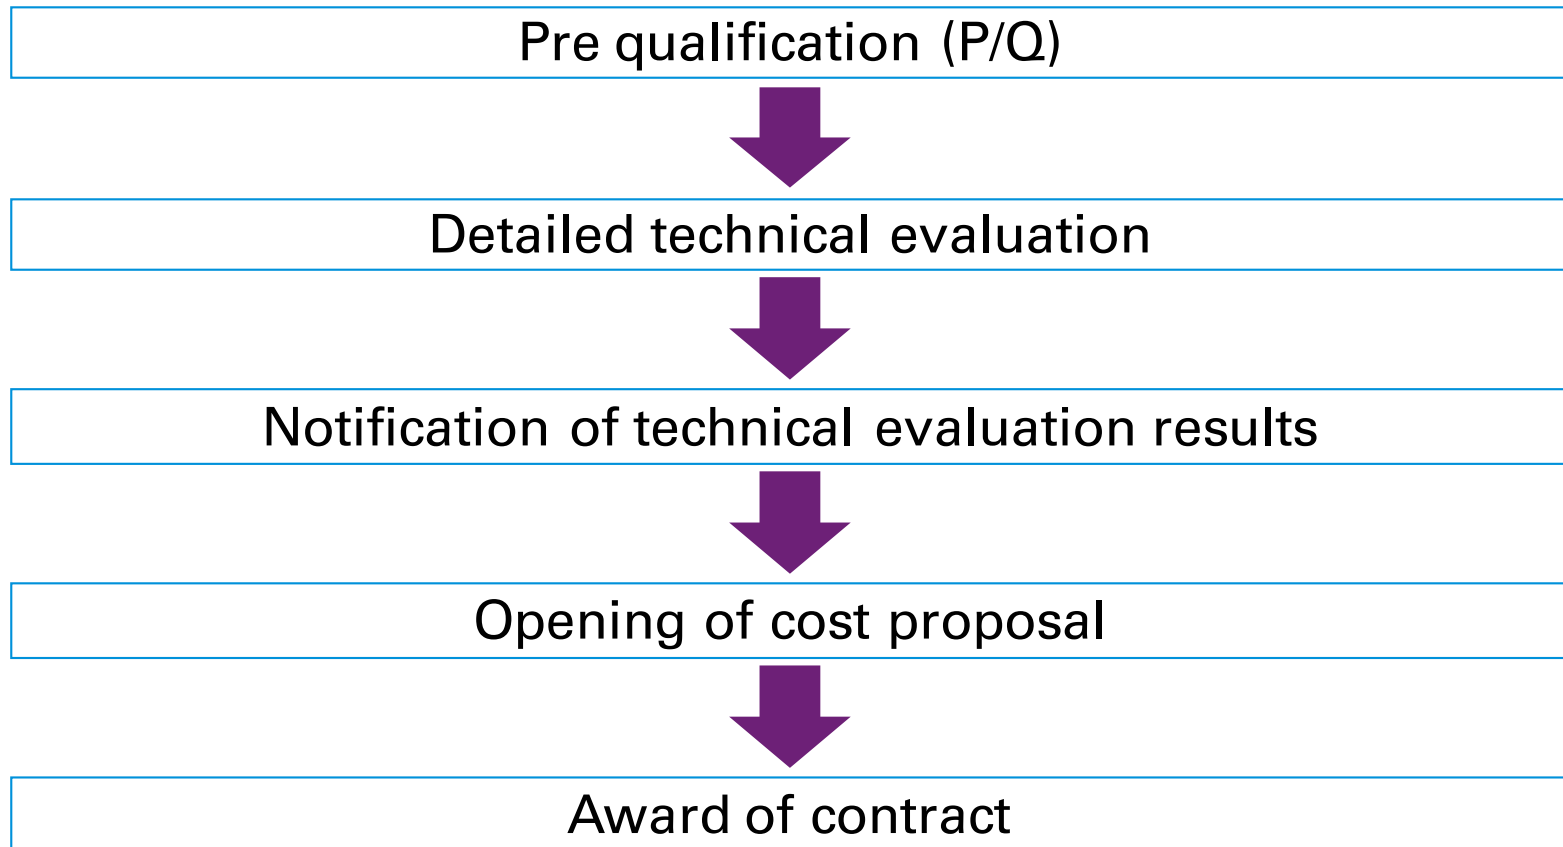 Pre qualification (P/Q)
Detailed technical evaluation
Notification of technical evaluation results
Opening of cost proposal
Award of contract